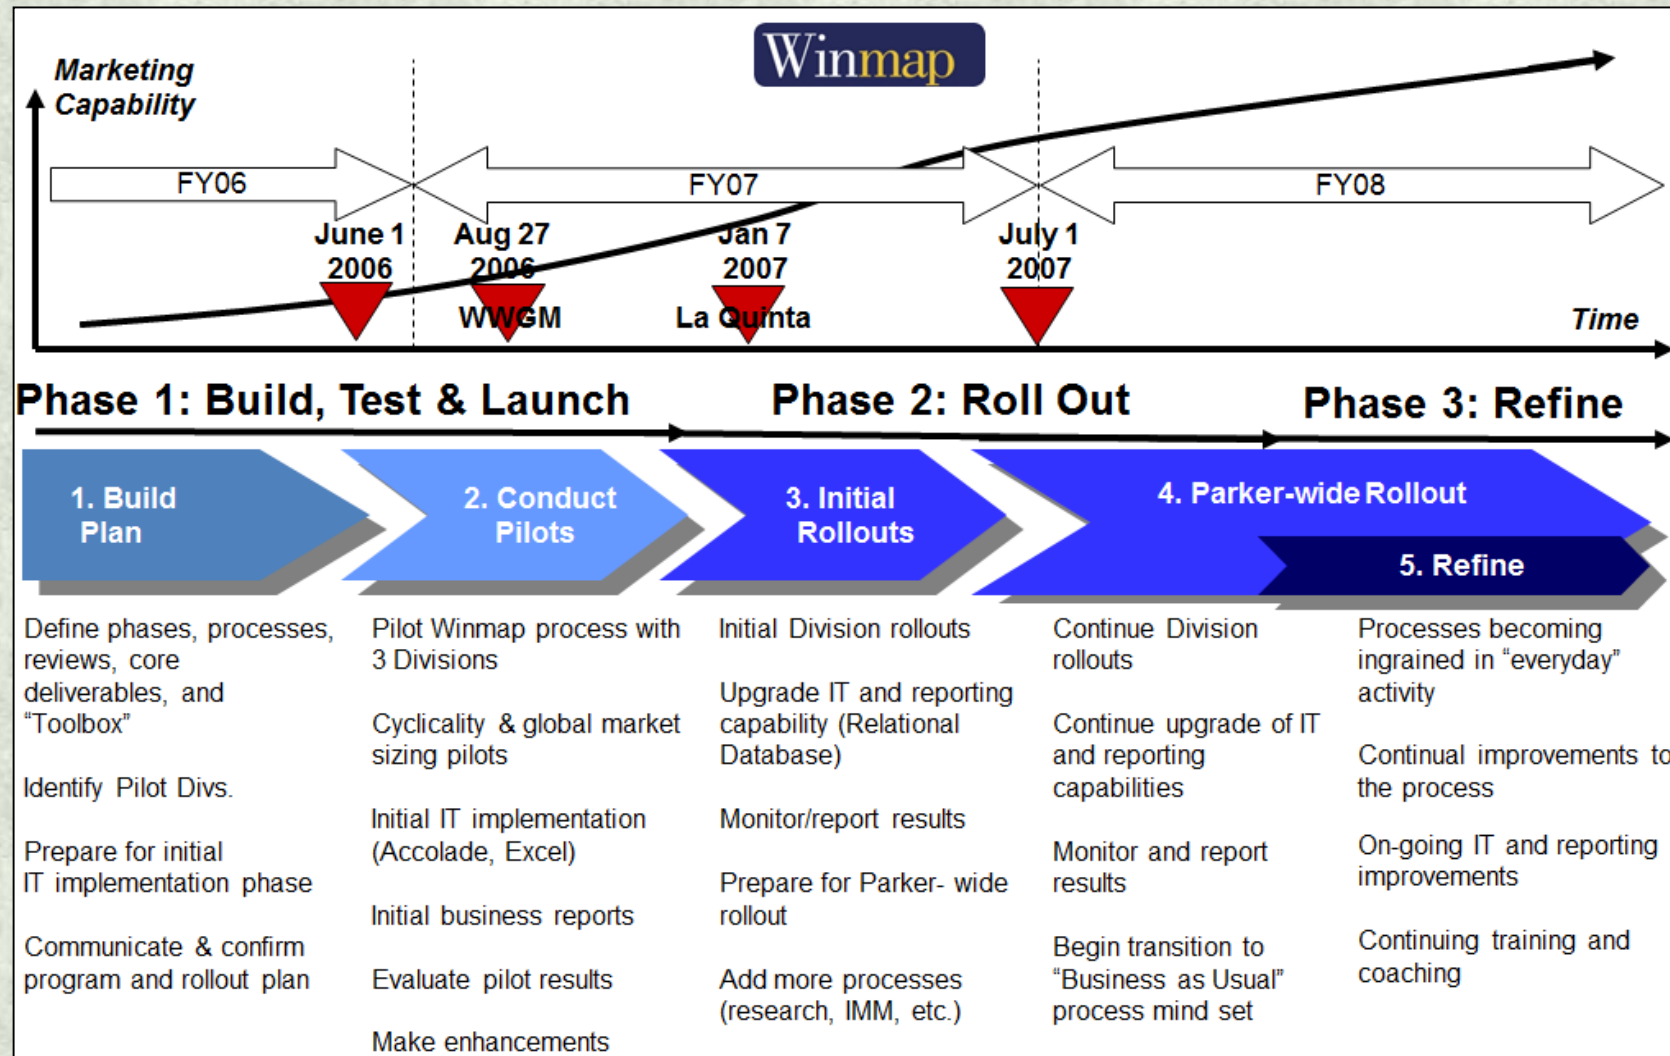 Winmap
Marketing
Capability
FY06
FY07
FY08
June 1
2006
Aug 27
2006
WWGM
Jan 7
2007
La Quinta
July 1
2007
Time
Phase 1: Build, Test & Launch
Phase 2: Roll Out
Phase 3: Refine
1. Build
Plan
2. Conduct
Pilots
3. Initial
Rollouts
4. Parker-wide Rollout
5. Refine
Define phases, processes,
reviews, core
deliverables, and
“Toolbox”
Identify Pilot Divs.
Prepare for initial
IT implementation phase
Communicate & confirm
program and rollout plan
Pilot Winmap process with
3 Divisions
Cyclicality & global market
sizing pilots
Initial IT implementation
(Accolade, Excel)
Initial business reports
Evaluate pilot results
Make enhancements
Initial Division rollouts
Upgrade IT and reporting
capability (Relational
Database)
Monitor/report results
Prepare for Parker- wide
rollout
Add more processes
(research, IMM, etc.)
Continue Division
rollouts
Continue upgrade of IT
and reporting
capabilities
Monitor and report
results
Begin transition to
“Business as Usual”
process mind set
Processes becoming
ingrained in “everyday”
activity
Continual improvements to
the process
On-going IT and reporting
improvements
Continuing training and
coaching